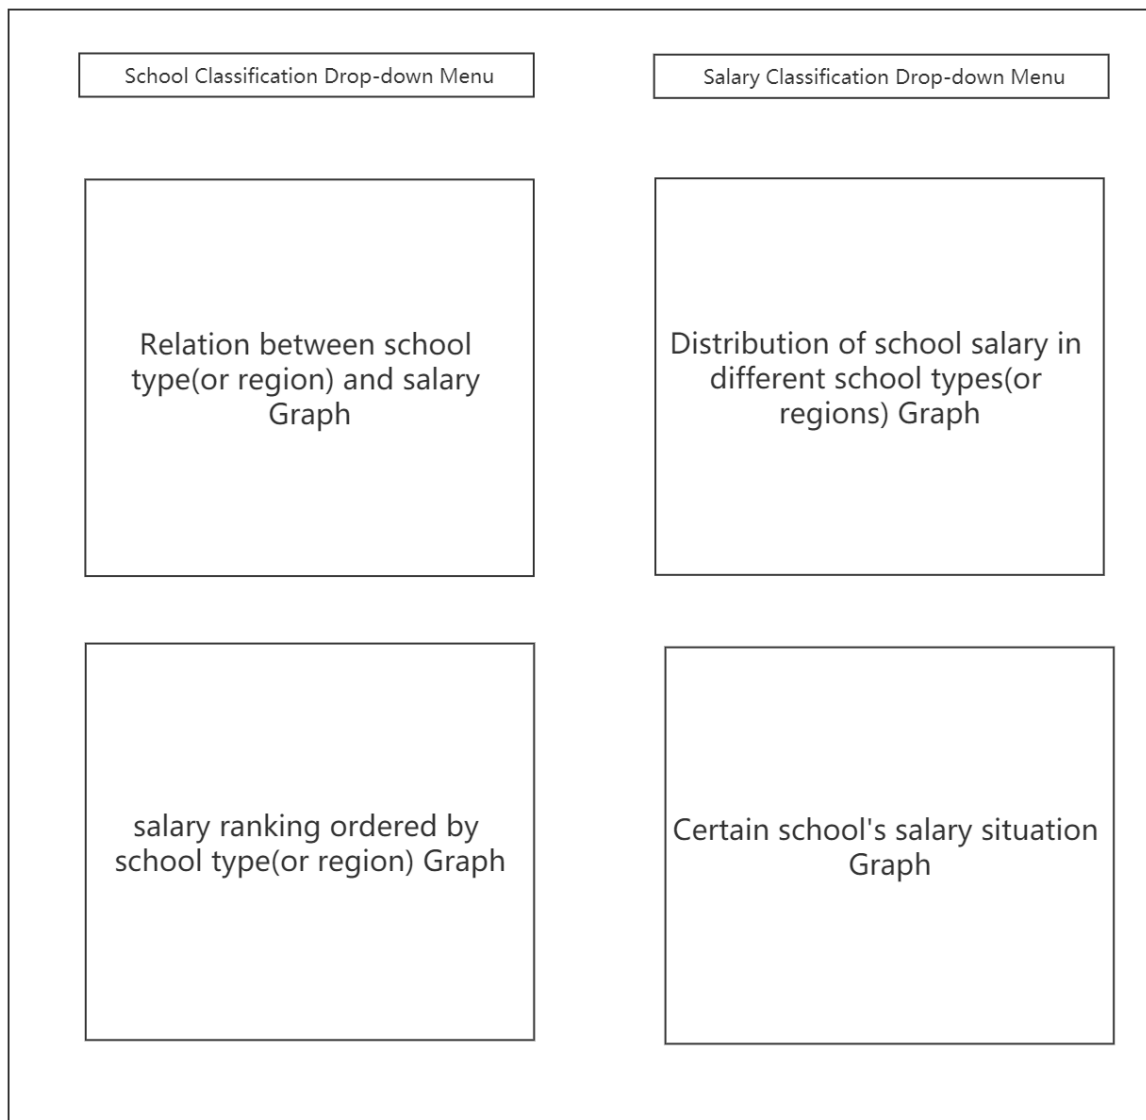 School Classification Drop-down Menu
Salary Classification Drop-down Menu
Relation between school
type(or region) and salary
Graph
Distribution of school salary in
different school types(or
regions) Graph
salary ranking ordered by
school type(or region) Graph
Certain school's salary situation
Graph